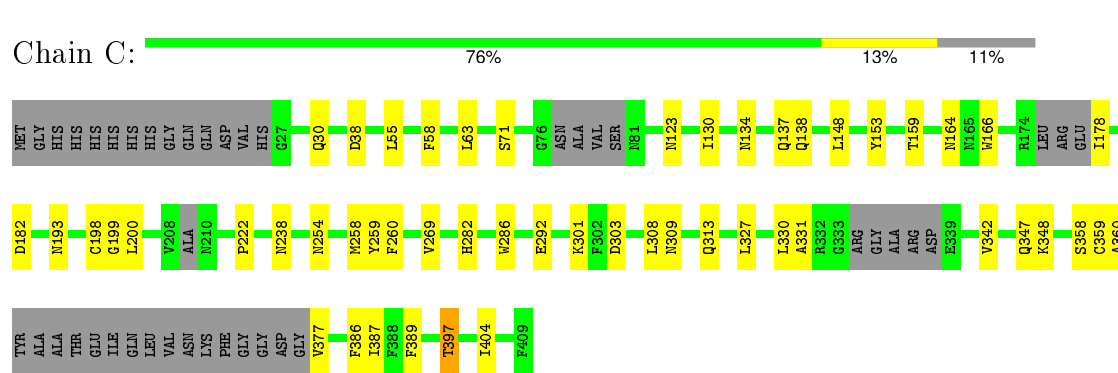 Chain C:
76% 13% 11%
MET GLY HIS HIS HIS HIS HIS HIS GLY GLN GLN ASP VAL HIS G27 Q30 D38 L55 F58 L63 S71 G76 ASN ALA VAL SER N81 N123 I130 N134 Q137 Q138 L148 Y153 T159 N164 N165 W166 R174 LEU ARG GLU I178
D182 N193 C198 G199 L200 V208 ALA N210 P222 N238 N254 M258 Y259 F260 V269 H282 W286 E292 K301 F302 D303 L308 N309 Q313 L327 L330 A331 R332 G333 ARG GLY ALA ARG ASP E339 V342 Q347 K348 S358 C359 A360
TYR ALA ALA THR GLU ILE GLN LEU VAL ASN LYS PHE GLY GLY ASP GLY V377 F386 I387 F388 F389 T397 I404 F409